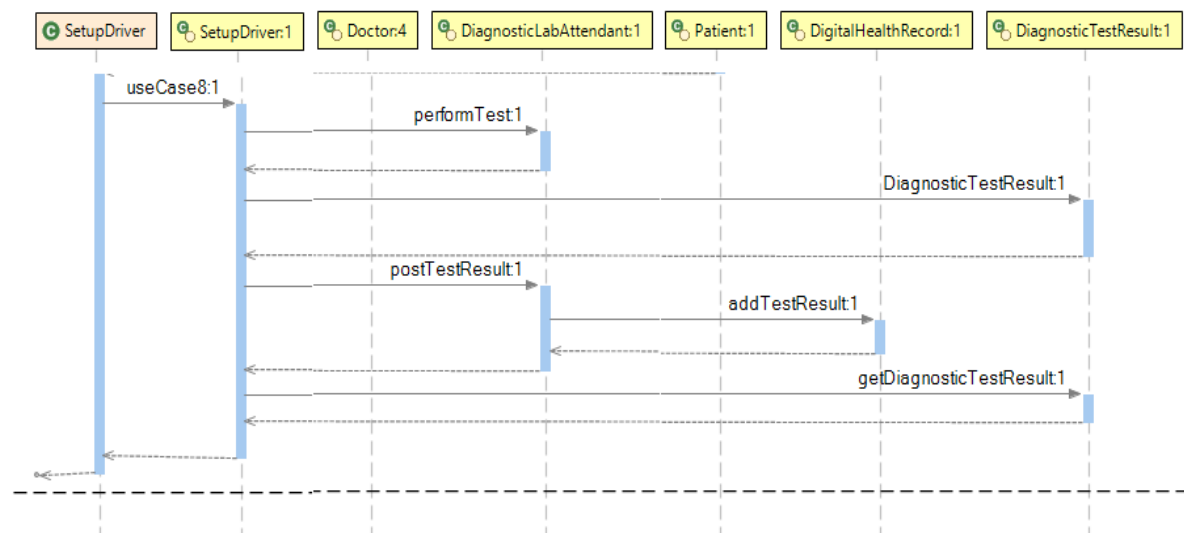 SetupDriver
SetupDriver:1
Doctor:4
DiagnosticLabAttendant:1
Patient:1
DigitalHealthRecord:1
DiagnosticTestResult:1
useCase8:1
performTest:1
DiagnosticTestResult:1
postTestResult:1
addTestResult:1
getDiagnosticTestResult:1